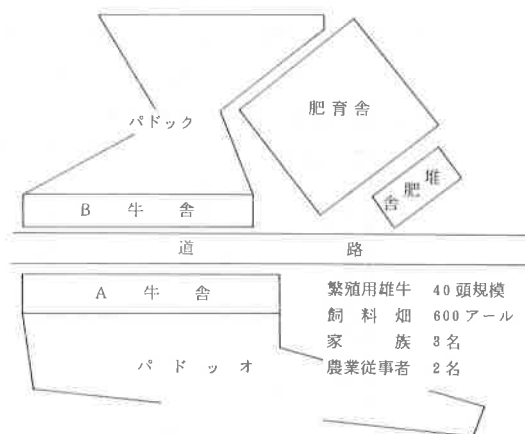 肥育舎
パドック
堆肥舎
B 牛 舎
道 路
A 牛 舎
繁殖用雄牛 40頭規模
飼 料 畑 600アール
家 族 3名
農業従事者 2名
パ ド ッ オ